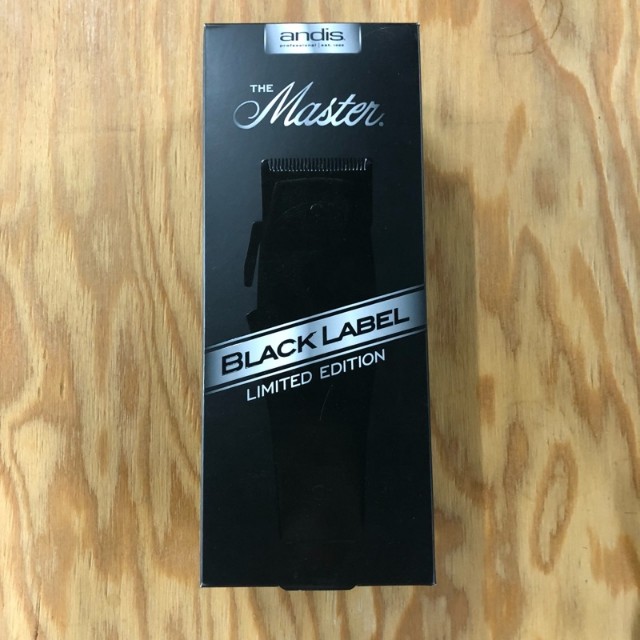 andis.
professional | est. 1922
THE
Master.
BLACK LABEL
LIMITED EDITION